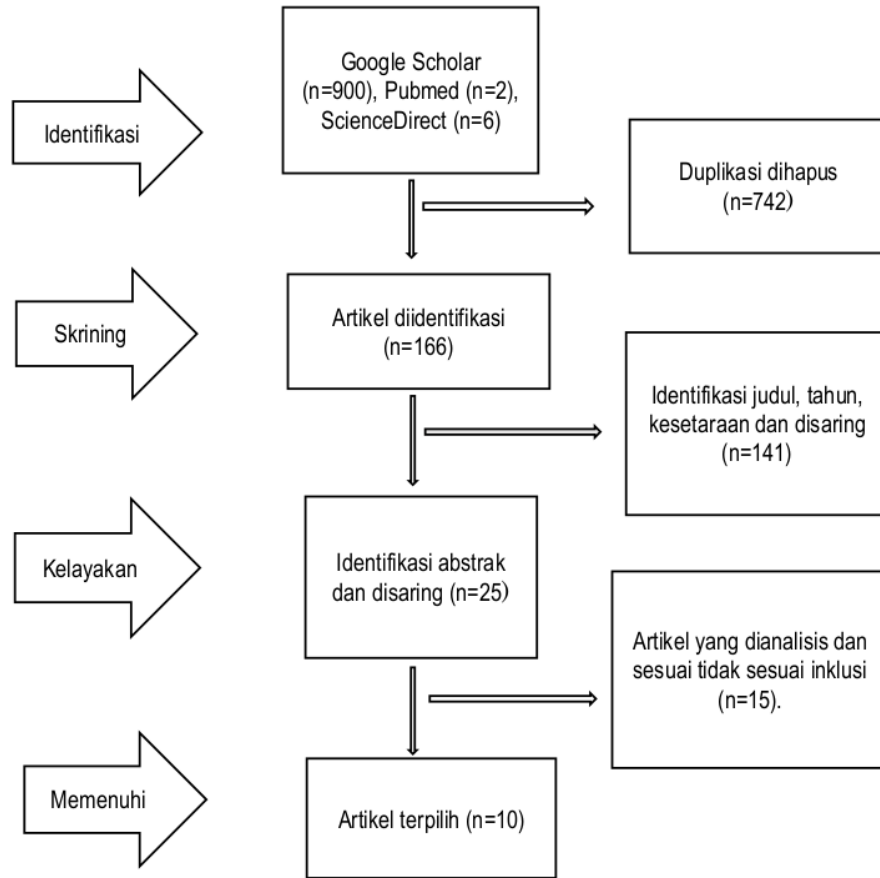 Google Scholar
(n=900), Pubmed (n=2),
ScienceDirect (n=6)
Identifikasi
Duplikasi dihapus
(n=742)
Skrining
Artikel diidentifikasi
(n=166)
Identifikasi judul, tahun,
kesetaraan dan disaring
(n=141)
Kelayakan
Identifikasi abstrak
dan disaring (n=25)
Artikel yang dianalisis dan
sesuai tidak sesuai inklusi
(n=15).
Memenuhi
Artikel terpilih (n=10)